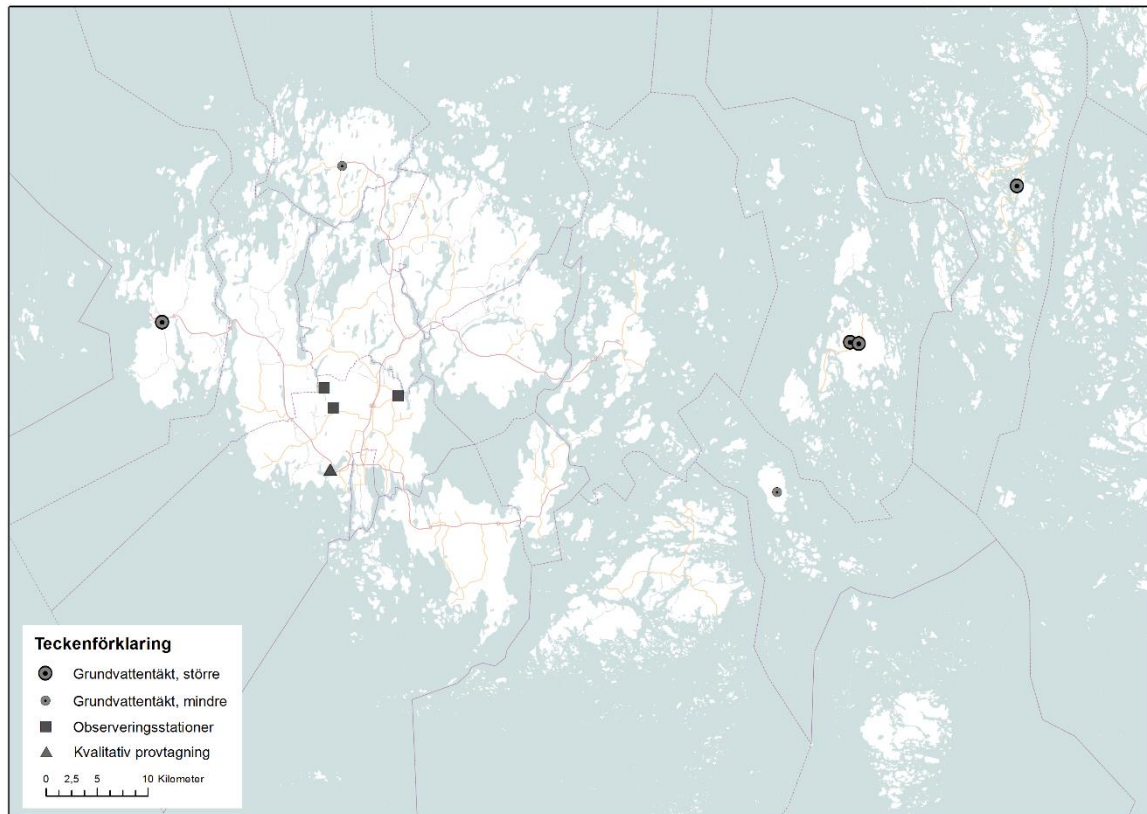 Teckenförklaring
Grundvattentäkt, större
Grundvattentäkt, mindre
Observeringsstationer
Kvalitativ provtagning
0 2,5 5 10 Kilometer